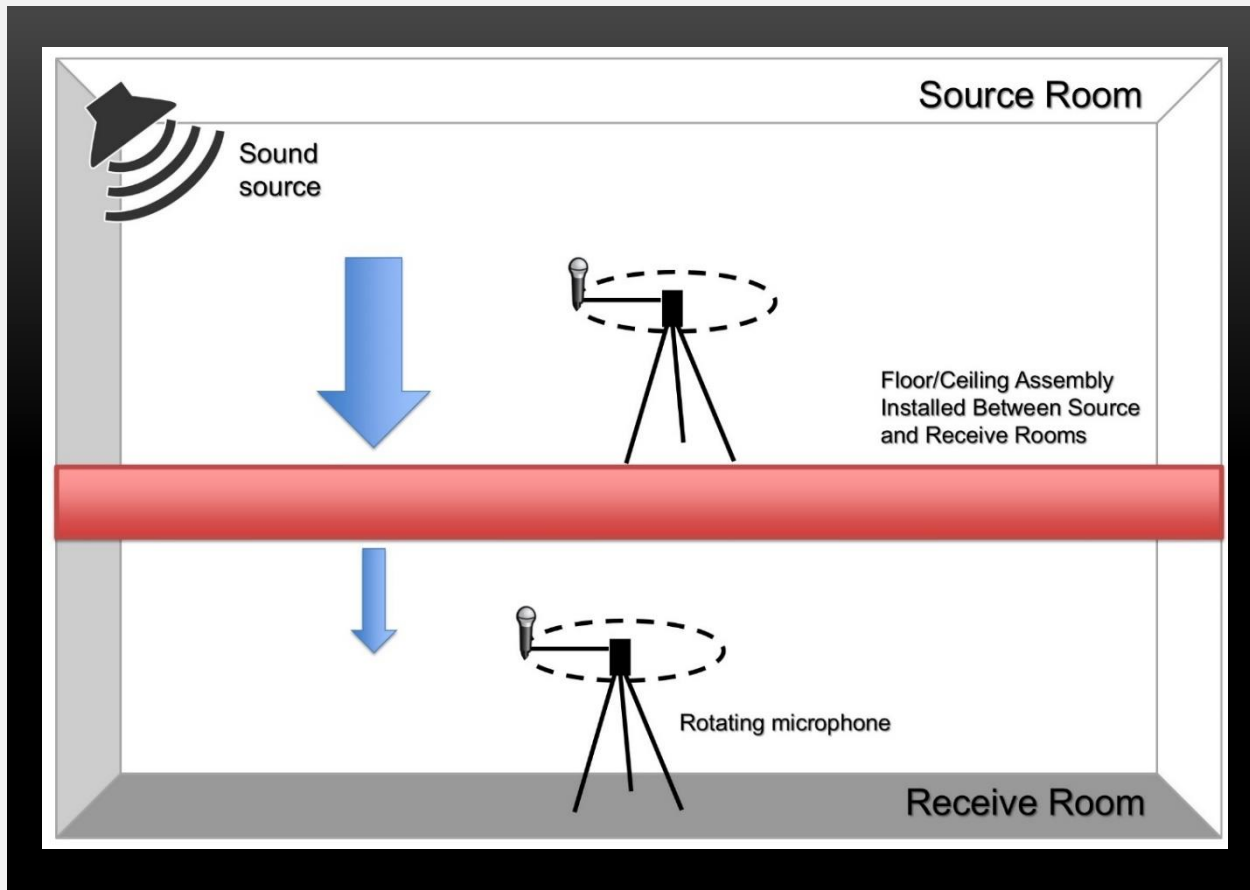 Source Room
Sound
source
Floor/Ceiling Assembly
Installed Between Source
and Receive Rooms
Rotating microphone
Receive Room